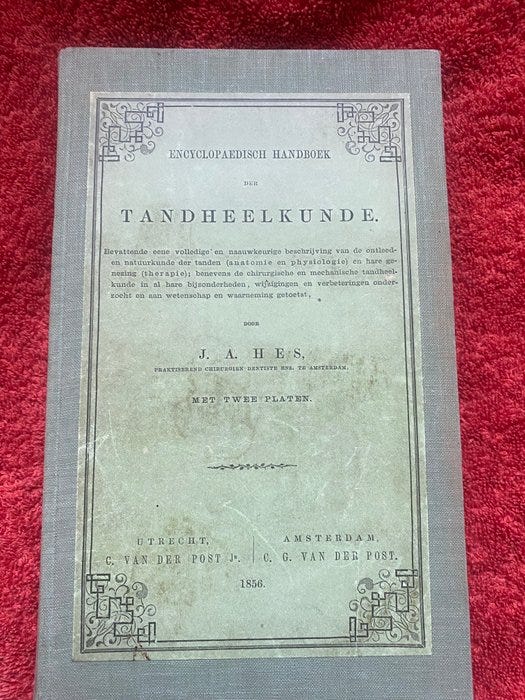 ENCYCLOPAEDISCH HANDBOEK
DER
TANDHEELKUNDE.
Bevattende eene volledige en naauwkeurige beschrijving van de ontleed-
en natuurkunde der tanden (anatomie en physiologie) en hare ge-
nezing (therapie); benevens de chirurgische en mechanische tandheel-
kunde in al hare bijzonderheden, wijzigingen en verbeteringen onder-
zocht en aan wetenschap en waarneming getoetst,
DOOR
J. A. HES,
PRAKTISEREND CHIRURGIEN-DENTISTE ENZ. TE AMSTERDAM.
MET TWEE PLATEN.
UTRECHT, AMSTERDAM,
C. VAN DER POST Jr. C. G. VAN DER POST.
1856.